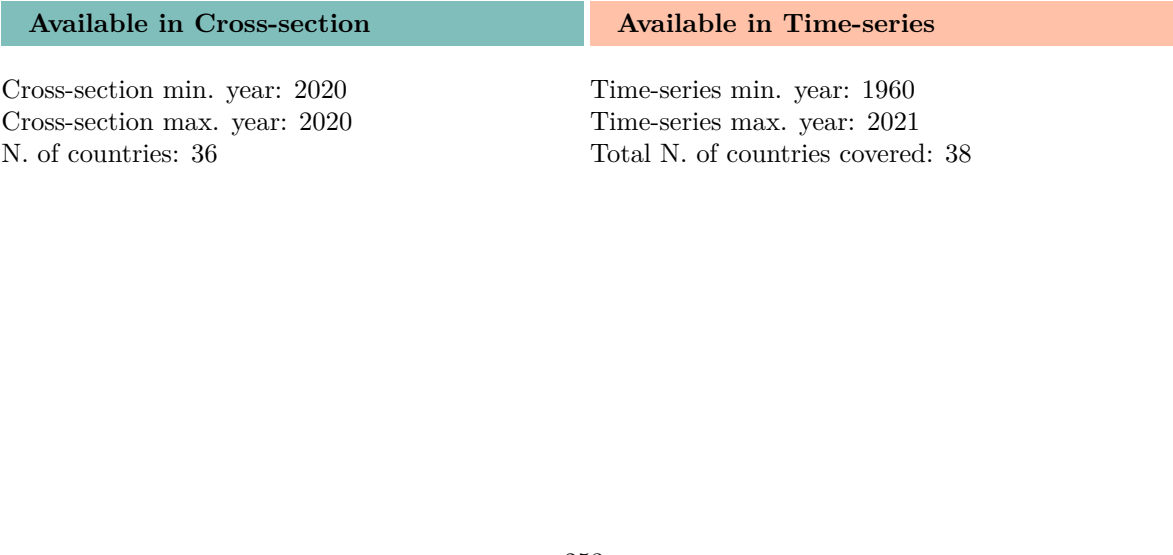 Available in Cross-section
Cross-section min. year: 2020
Cross-section max. year: 2020
N. of countries: 36
Available in Time-series
Time-series min. year: 1960
Time-series max. year: 2021
Total N. of countries covered: 38